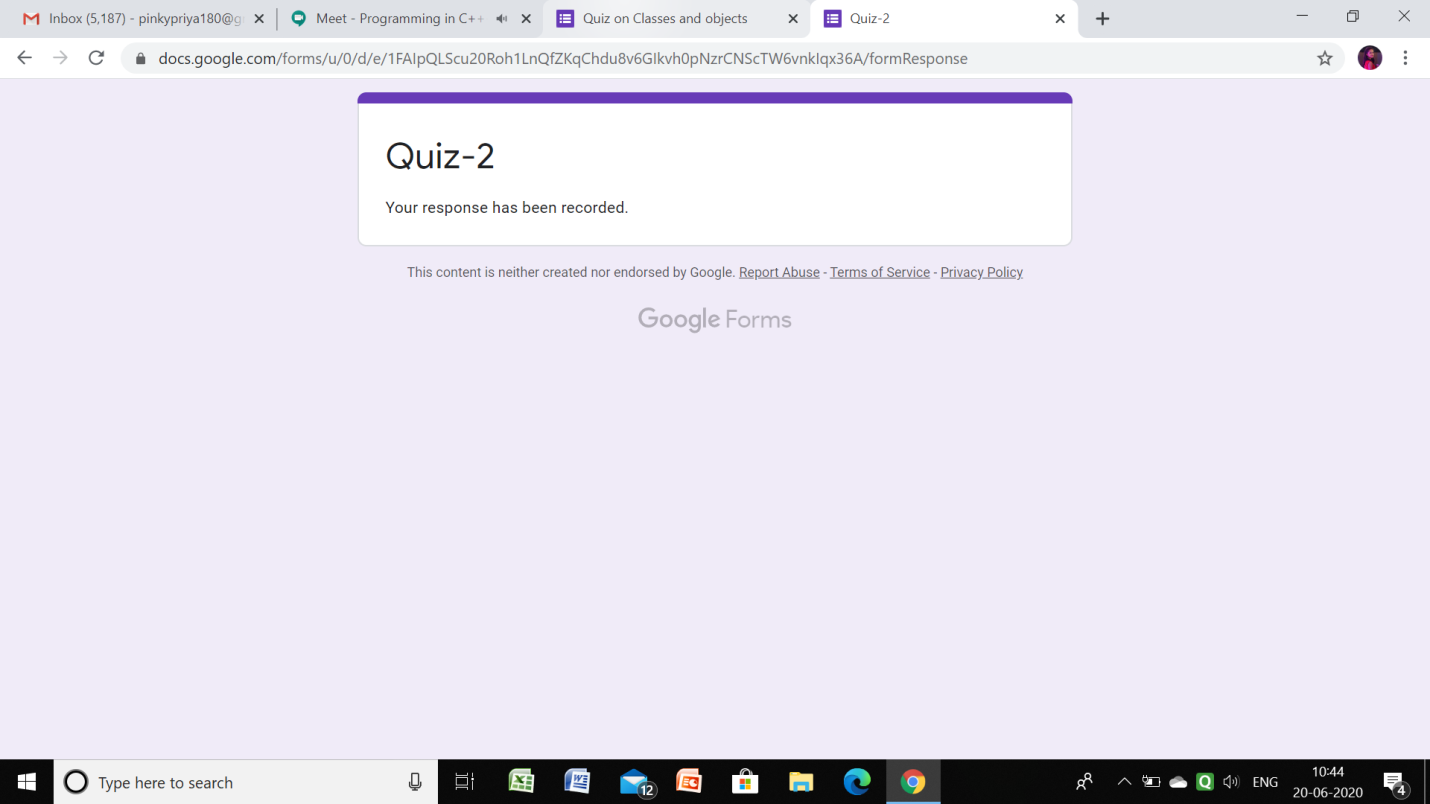 Inbox (5,187) - pinkypriya180@g
Meet - Programming in C++
Quiz on Classes and objects
Quiz-2
docs.google.com/forms/u/0/d/e/1FAIpQLScu20Roh1LnQfZKqChdu8v6GIkvh0pNzrCNScTW6vnkIqx36A/formResponse
Quiz-2
Your response has been recorded.
This content is neither created nor endorsed by Google. Report Abuse - Terms of Service - Privacy Policy
Google Forms
Type here to search
12
ENG
10:44
20-06-2020
4